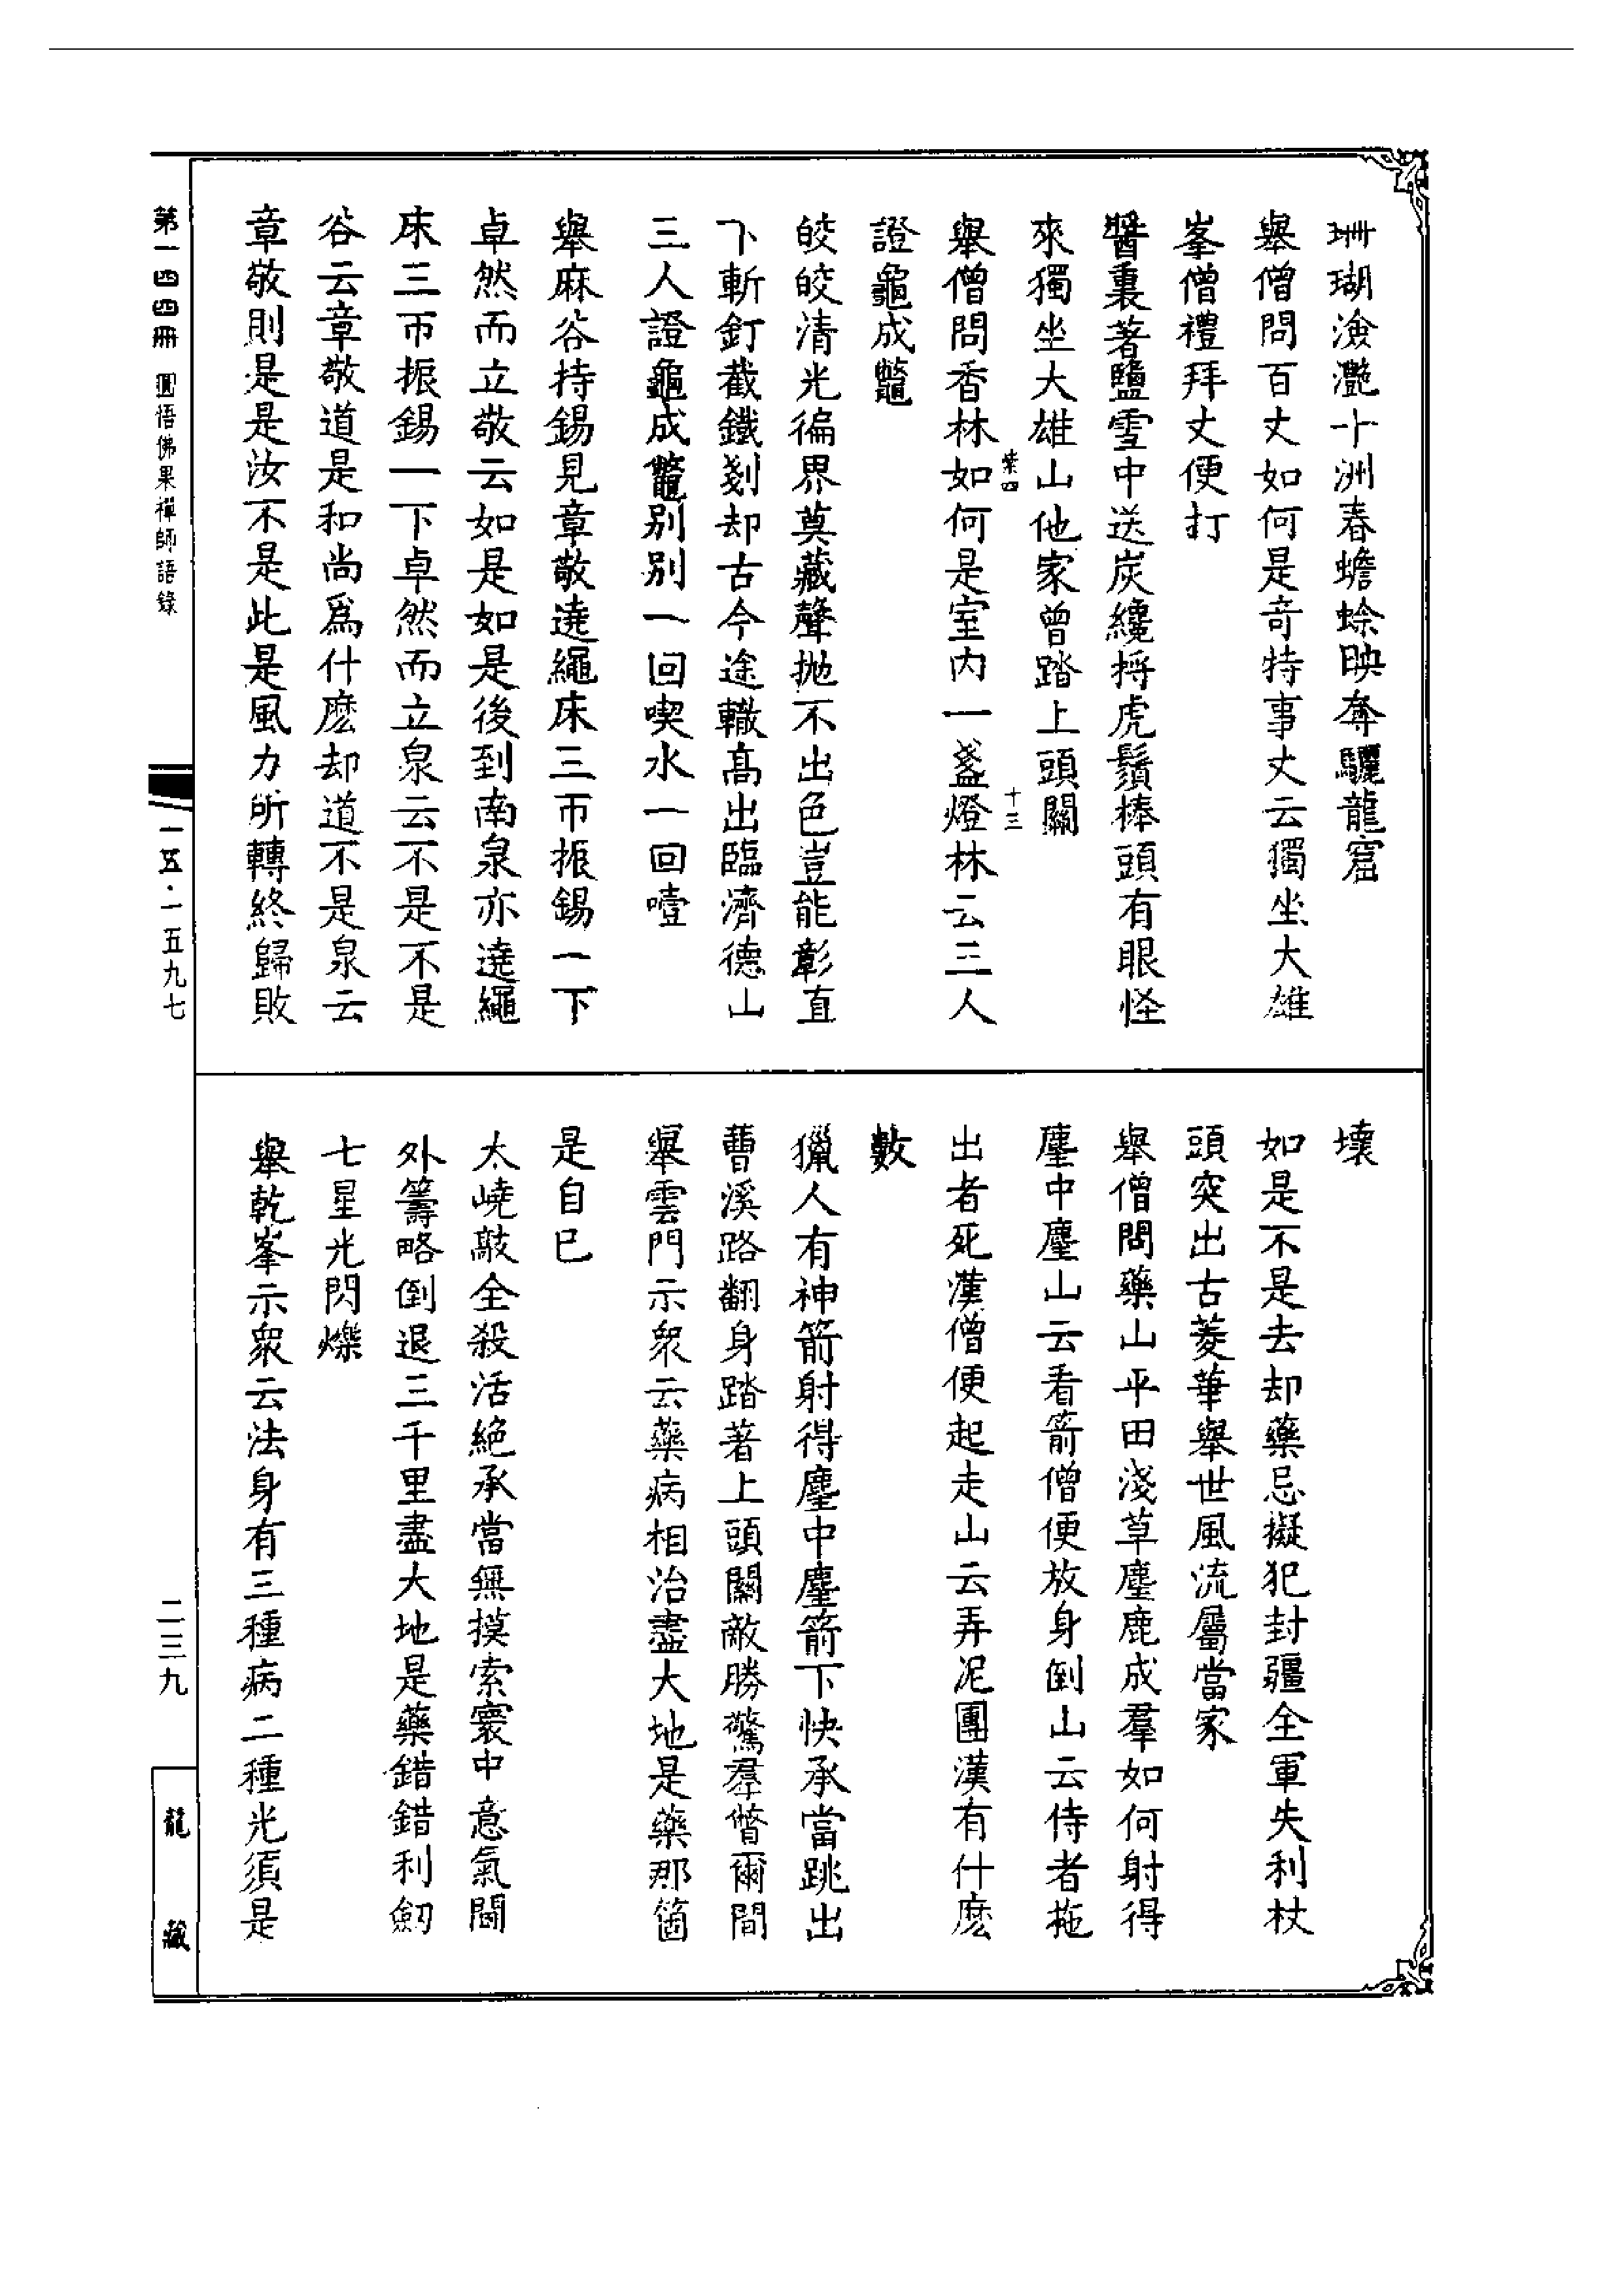 珊瑚潋灔十洲春蟾蜍映奪驪龍窟
舉僧問百丈如何是奇特事丈云獨坐大雄
峯僧禮拜丈便打
醬裏著鹽雪中送炭纔捋虎鬚棒頭有眼怪
來獨坐大雄山他家曾踏上頭關
紫四
十三
舉僧問香林如何是室内一盞燈林云三人
證龜成鼈
皎皎清光徧界莫藏聲拋不出色豈能彰直
下斬釘截鐵剗却古今途轍高出臨濟德山
三人證龜成鼈别别一回喫水一回噎
舉麻谷持錫見章敬遶繩床三帀振錫一下
卓然而立敬云如是如是後到南泉亦遶繩
床三帀振錫一下卓然而立泉云不是不是
谷云章敬道是和尚爲什麽却道不是泉云
章敬則是是汝不是此是風力所轉終歸敗
壞
如是不是去却藥忌擬犯封疆全軍失利杖
頭突出古菱華舉世風流屬當家
舉僧問藥山平田淺草麈鹿成羣如何射得
麈中麈山云看箭僧便放身倒山云侍者拖
出者死漢僧便起走山云弄泥團漢有什麽
數
獵人有神箭射得麈中麈箭下快承當跳出
曹溪路翻身踏著上頭關敵勝驚羣瞥爾間
舉雲門示衆云藥病相治盡大地是藥那箇
是自己
太嶢敲全殺活絶承當無摸索寰中意氣閫
外籌略倒退三千里盡大地是藥錯錯利劒
七星光閃爍
舉乾峯示衆云法身有三種病二種光須是
第一四四冊
圓悟佛果禪師語錄
一五·一五九七
二三九
龍藏